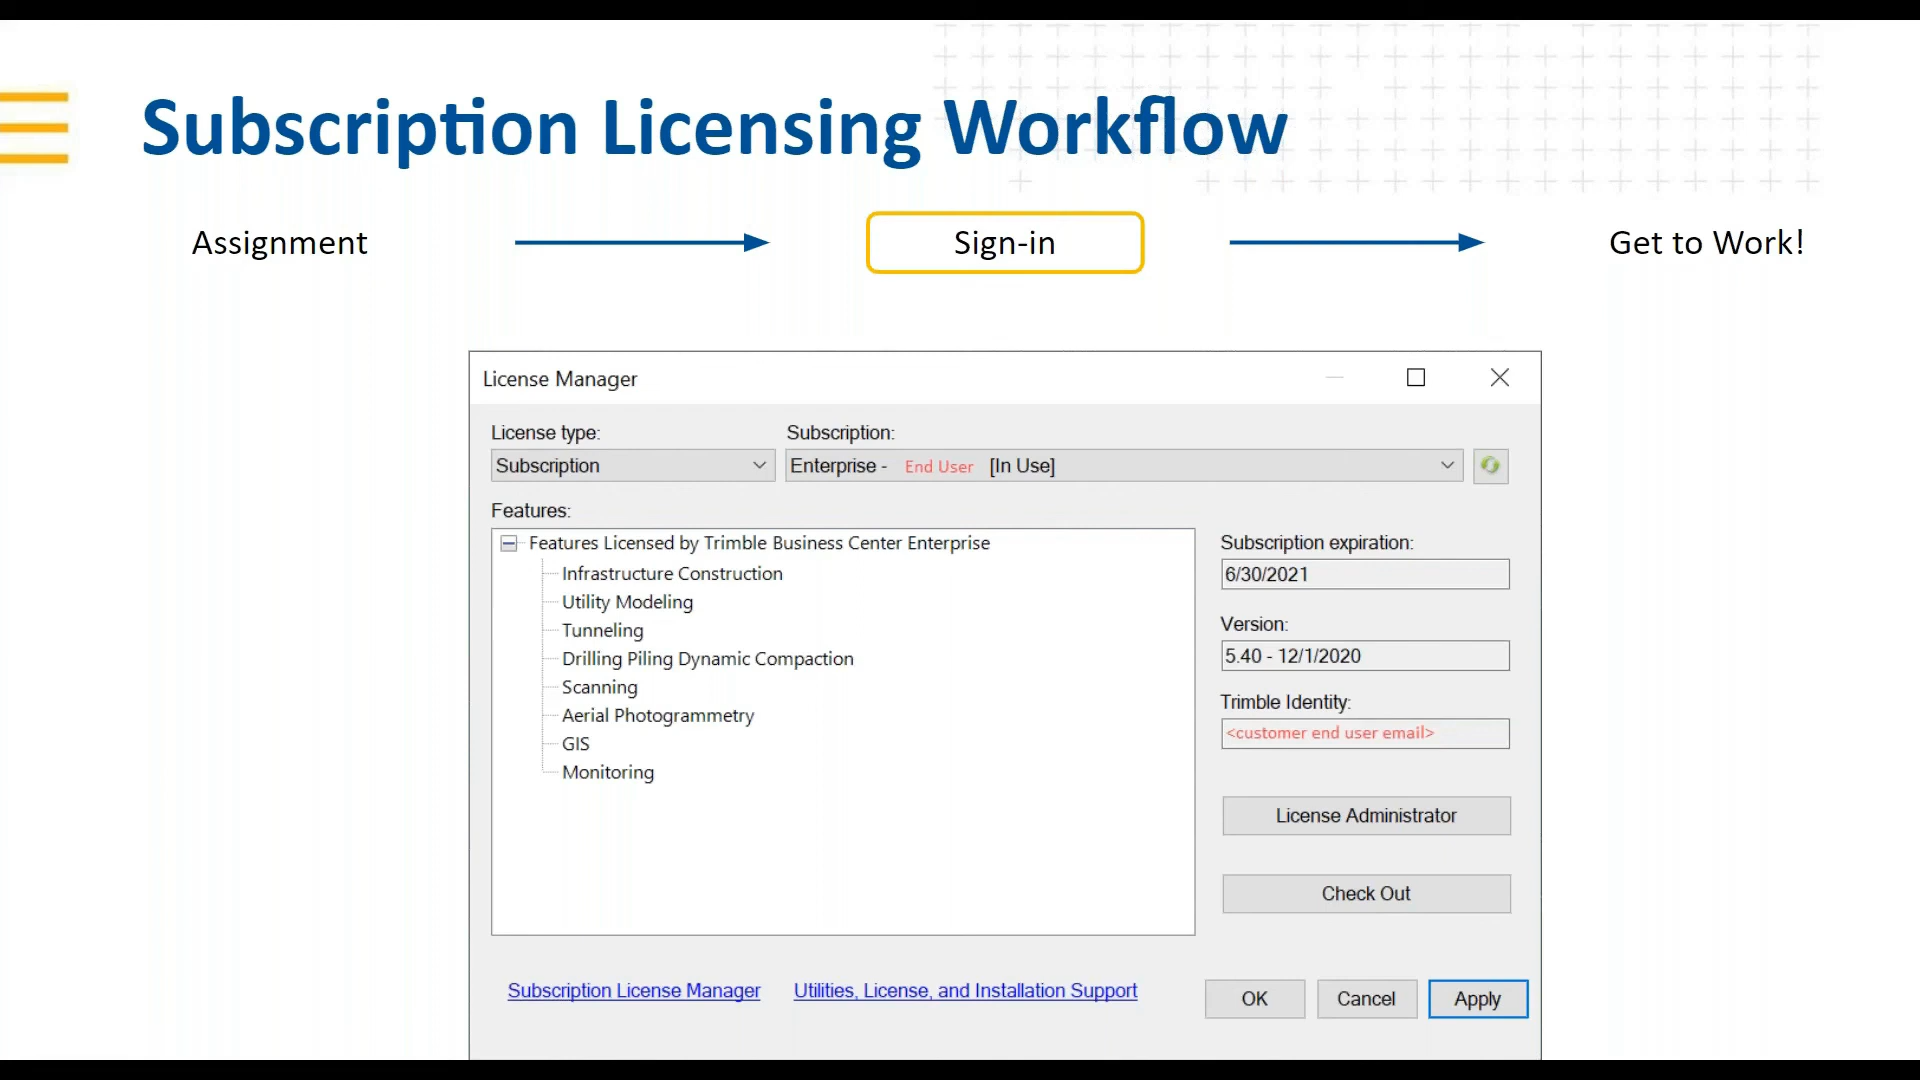 Subscription Licensing Workflow
Assignment
Sign-in
Get to Work!
License Manager
License type:
Subscription:
Subscription
Enterprise - End User [In Use]
Features:
Features Licensed by Trimble Business Center Enterprise
Infrastructure Construction
Utility Modeling
Tunneling
Drilling Piling Dynamic Compaction
Scanning
Aerial Photogrammetry
GIS
Monitoring
Subscription expiration:
6/30/2021
Version:
5.40 - 12/1/2020
Trimble Identity:
<customer end user email>
License Administrator
Check Out
Subscription License Manager
Utilities, License, and Installation Support
OK
Cancel
Apply